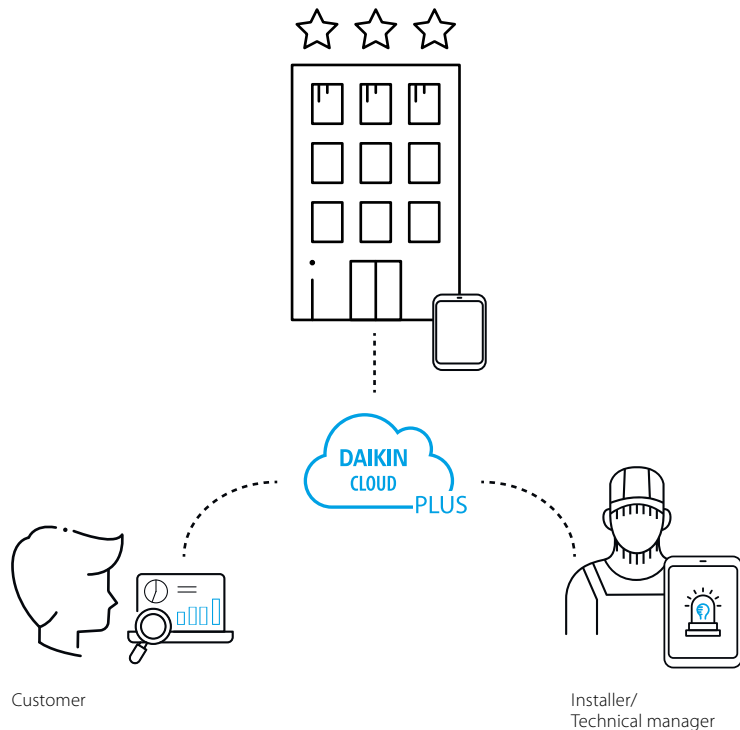 DAIKIN
CLOUD
PLUS
Customer
Installer/
Technical manager